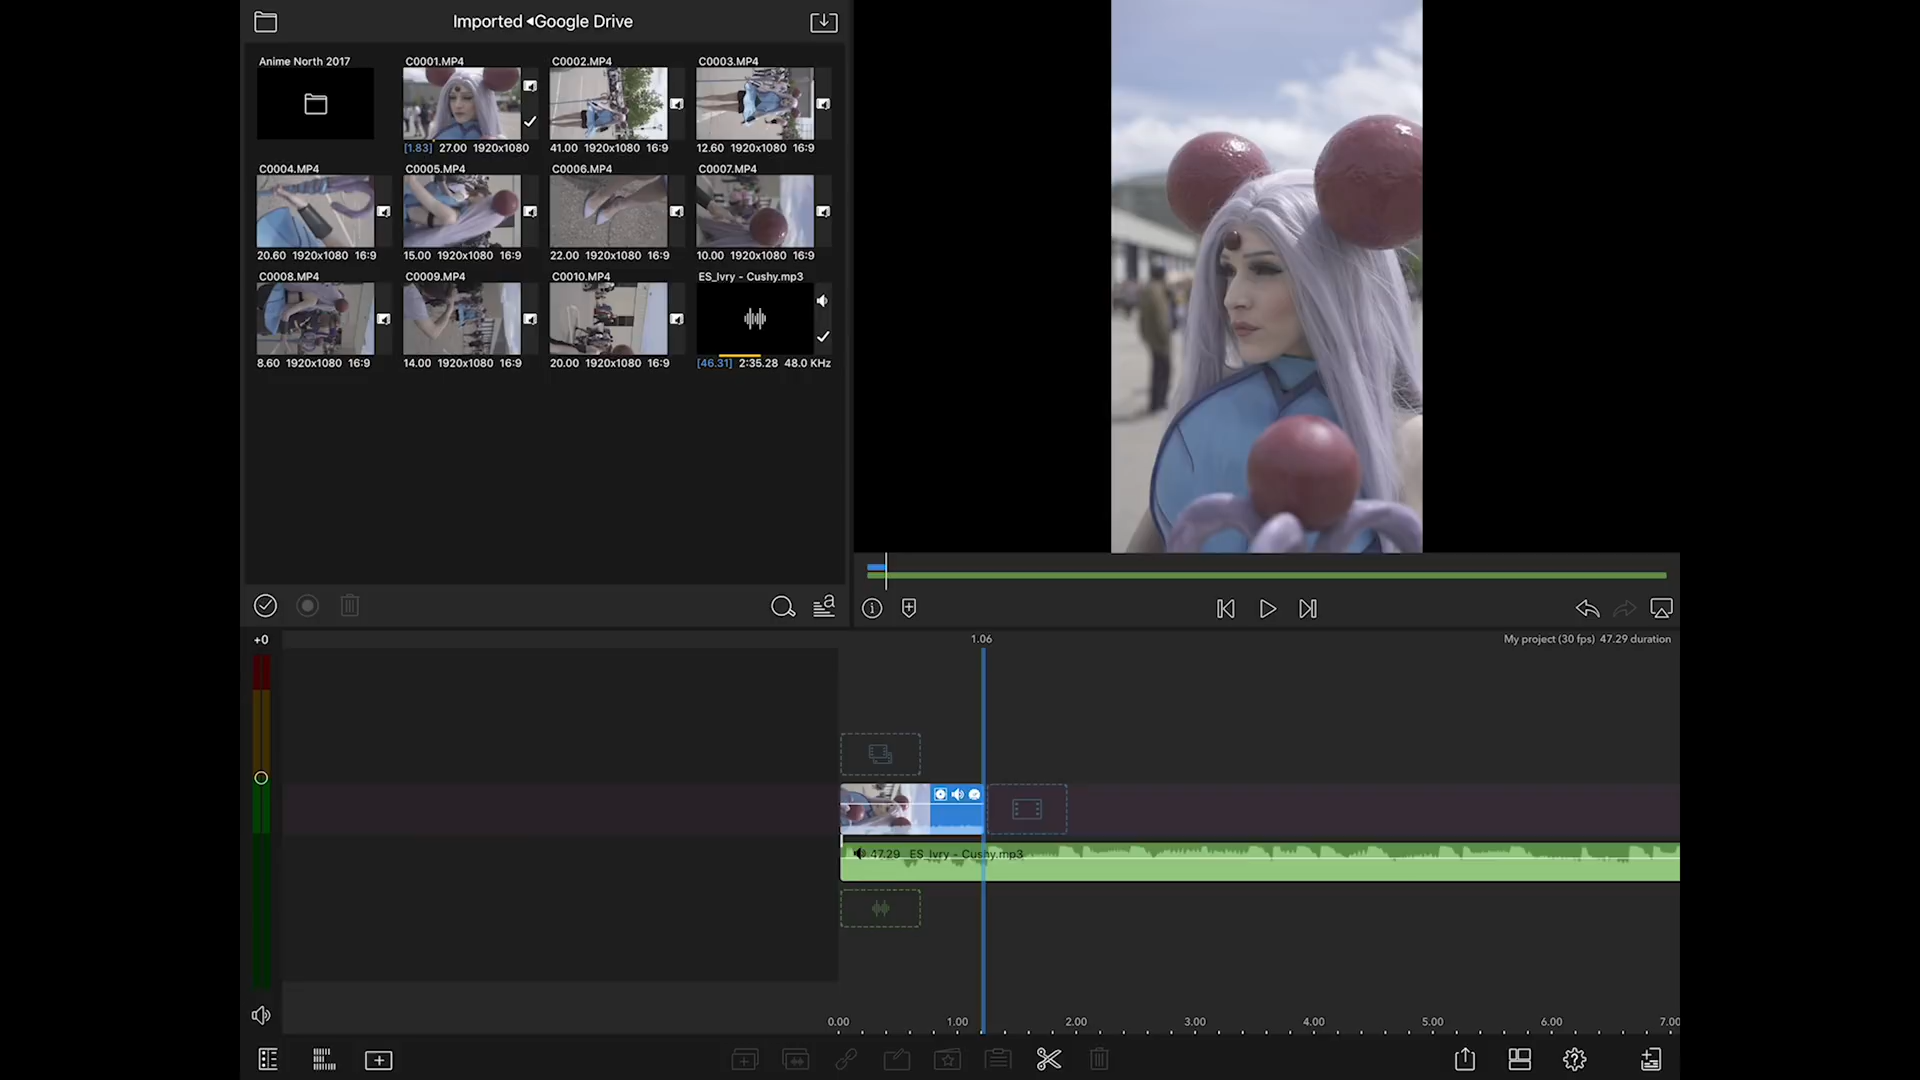 Imported ◂Google Drive
Anime North 2017
C0001.MP4
C0002.MP4
C0003.MP4
[1.83] 27.00 1920x1080
41.00 1920x1080 16:9
12.60 1920x1080 16:9
C0004.MP4
C0005.MP4
C0006.MP4
C0007.MP4
20.60 1920x1080 16:9
15.00 1920x1080 16:9
22.00 1920x1080 16:9
10.00 1920x1080 16:9
C0008.MP4
C0009.MP4
C0010.MP4
ES_Ivry - Cushy.mp3
8.60 1920x1080 16:9
14.00 1920x1080 16:9
20.00 1920x1080 16:9
[46.31] 2:35.28 48.0 KHz
+0
1.06
My project (30 fps) 47.29 duration
47.29 ES_Ivry - Cushy.mp3
0.00 1.00 2.00 3.00 4.00 5.00 6.00 7.00